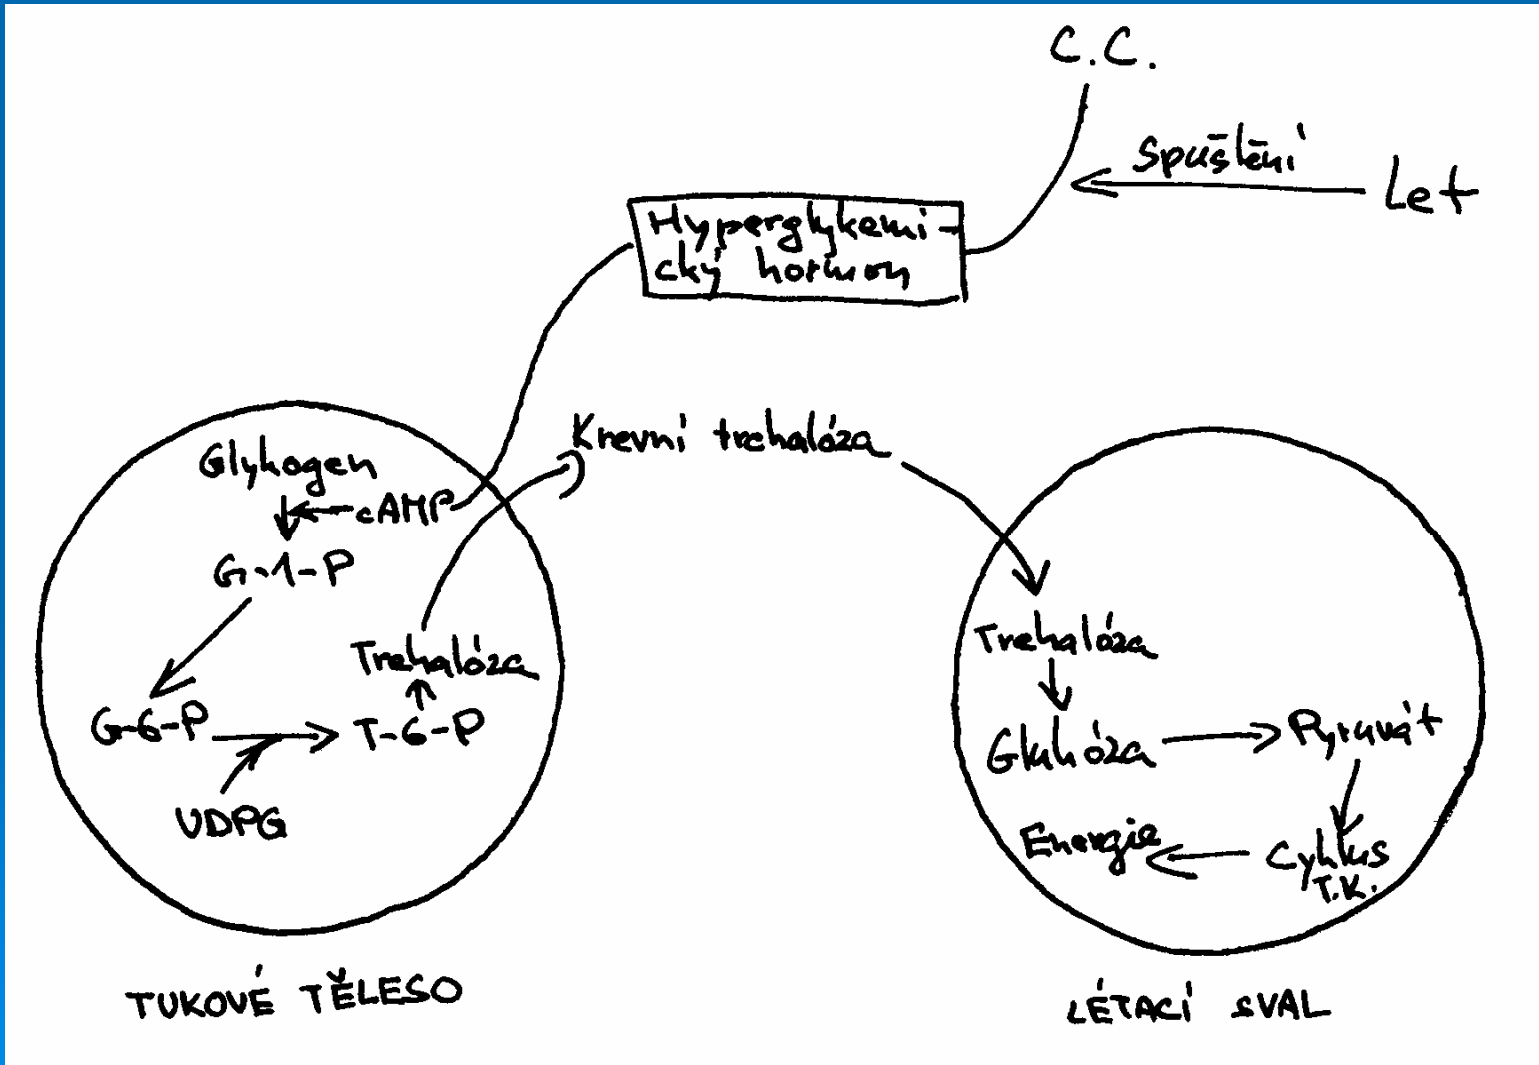 C.C.
Spuštění
Let
Hyperglykemi-
cký hormon
Krevní trehalóza
Glykogen
cAMP
G-1-P
Trehalóza
G-6-P
T-6-P
UDPG
TUKOVÉ TĚLESO
Trehalóza
Glukóza
Pyruvát
Energie
Cyklus
T.K.
LÉTACÍ SVAL